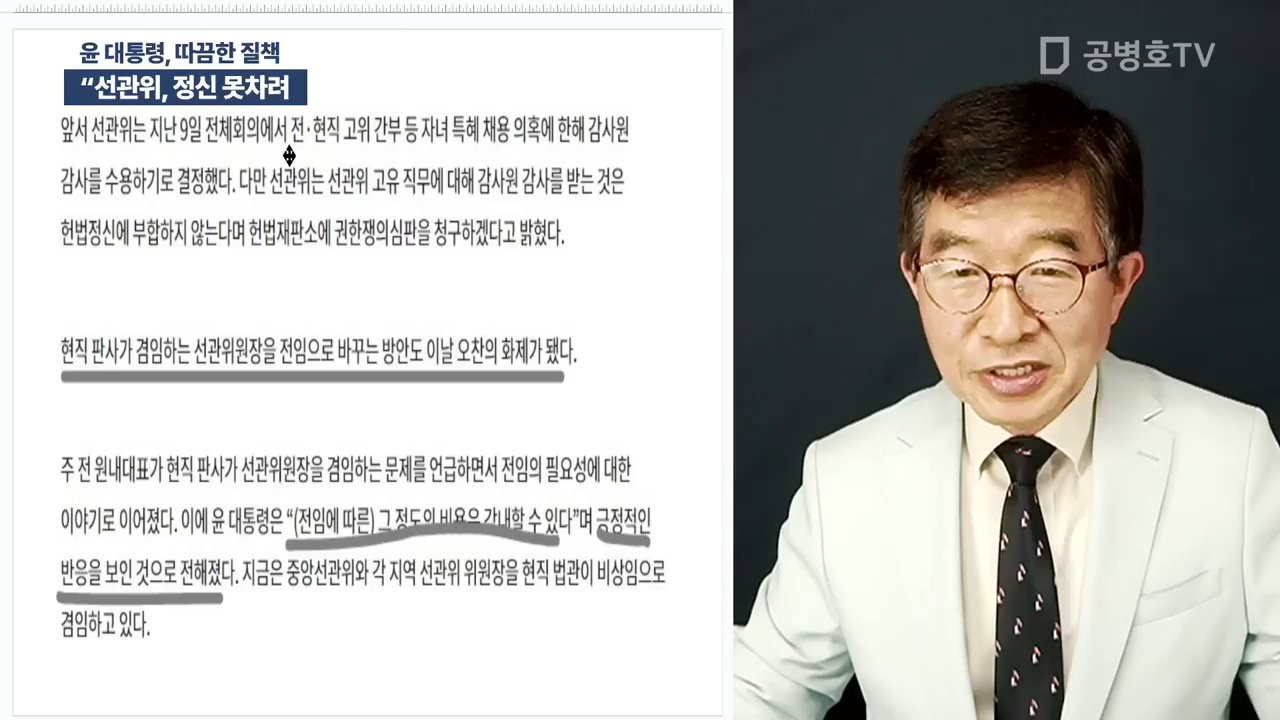 윤 대통령, 따끔한 질책
“선관위, 정신 못차려
공병호TV
앞서 선관위는 지난 9일 전체회의에서 전·현직 고위 간부 등 자녀 특혜 채용 의혹에 한해 감사원
감사를 수용하기로 결정했다. 다만 선관위는 선관위 고유 직무에 대해 감사원 감사를 받는 것은
헌법정신에 부합하지 않는다며 헌법재판소에 권한쟁의심판을 청구하겠다고 밝혔다.
현직 판사가 겸임하는 선관위원장을 전임으로 바꾸는 방안도 이날 오찬의 화제가 됐다.
주 전 원내대표가 현직 판사가 선관위원장을 겸임하는 문제를 언급하면서 전임의 필요성에 대한
이야기로 이어졌다. 이에 윤 대통령은 “(전임에 따른) 그 정도의 비용은 감내할 수 있다”며 긍정적인
반응을 보인 것으로 전해졌다. 지금은 중앙선관위와 각 지역 선관위 위원장을 현직 법관이 비상임으로
겸임하고 있다.